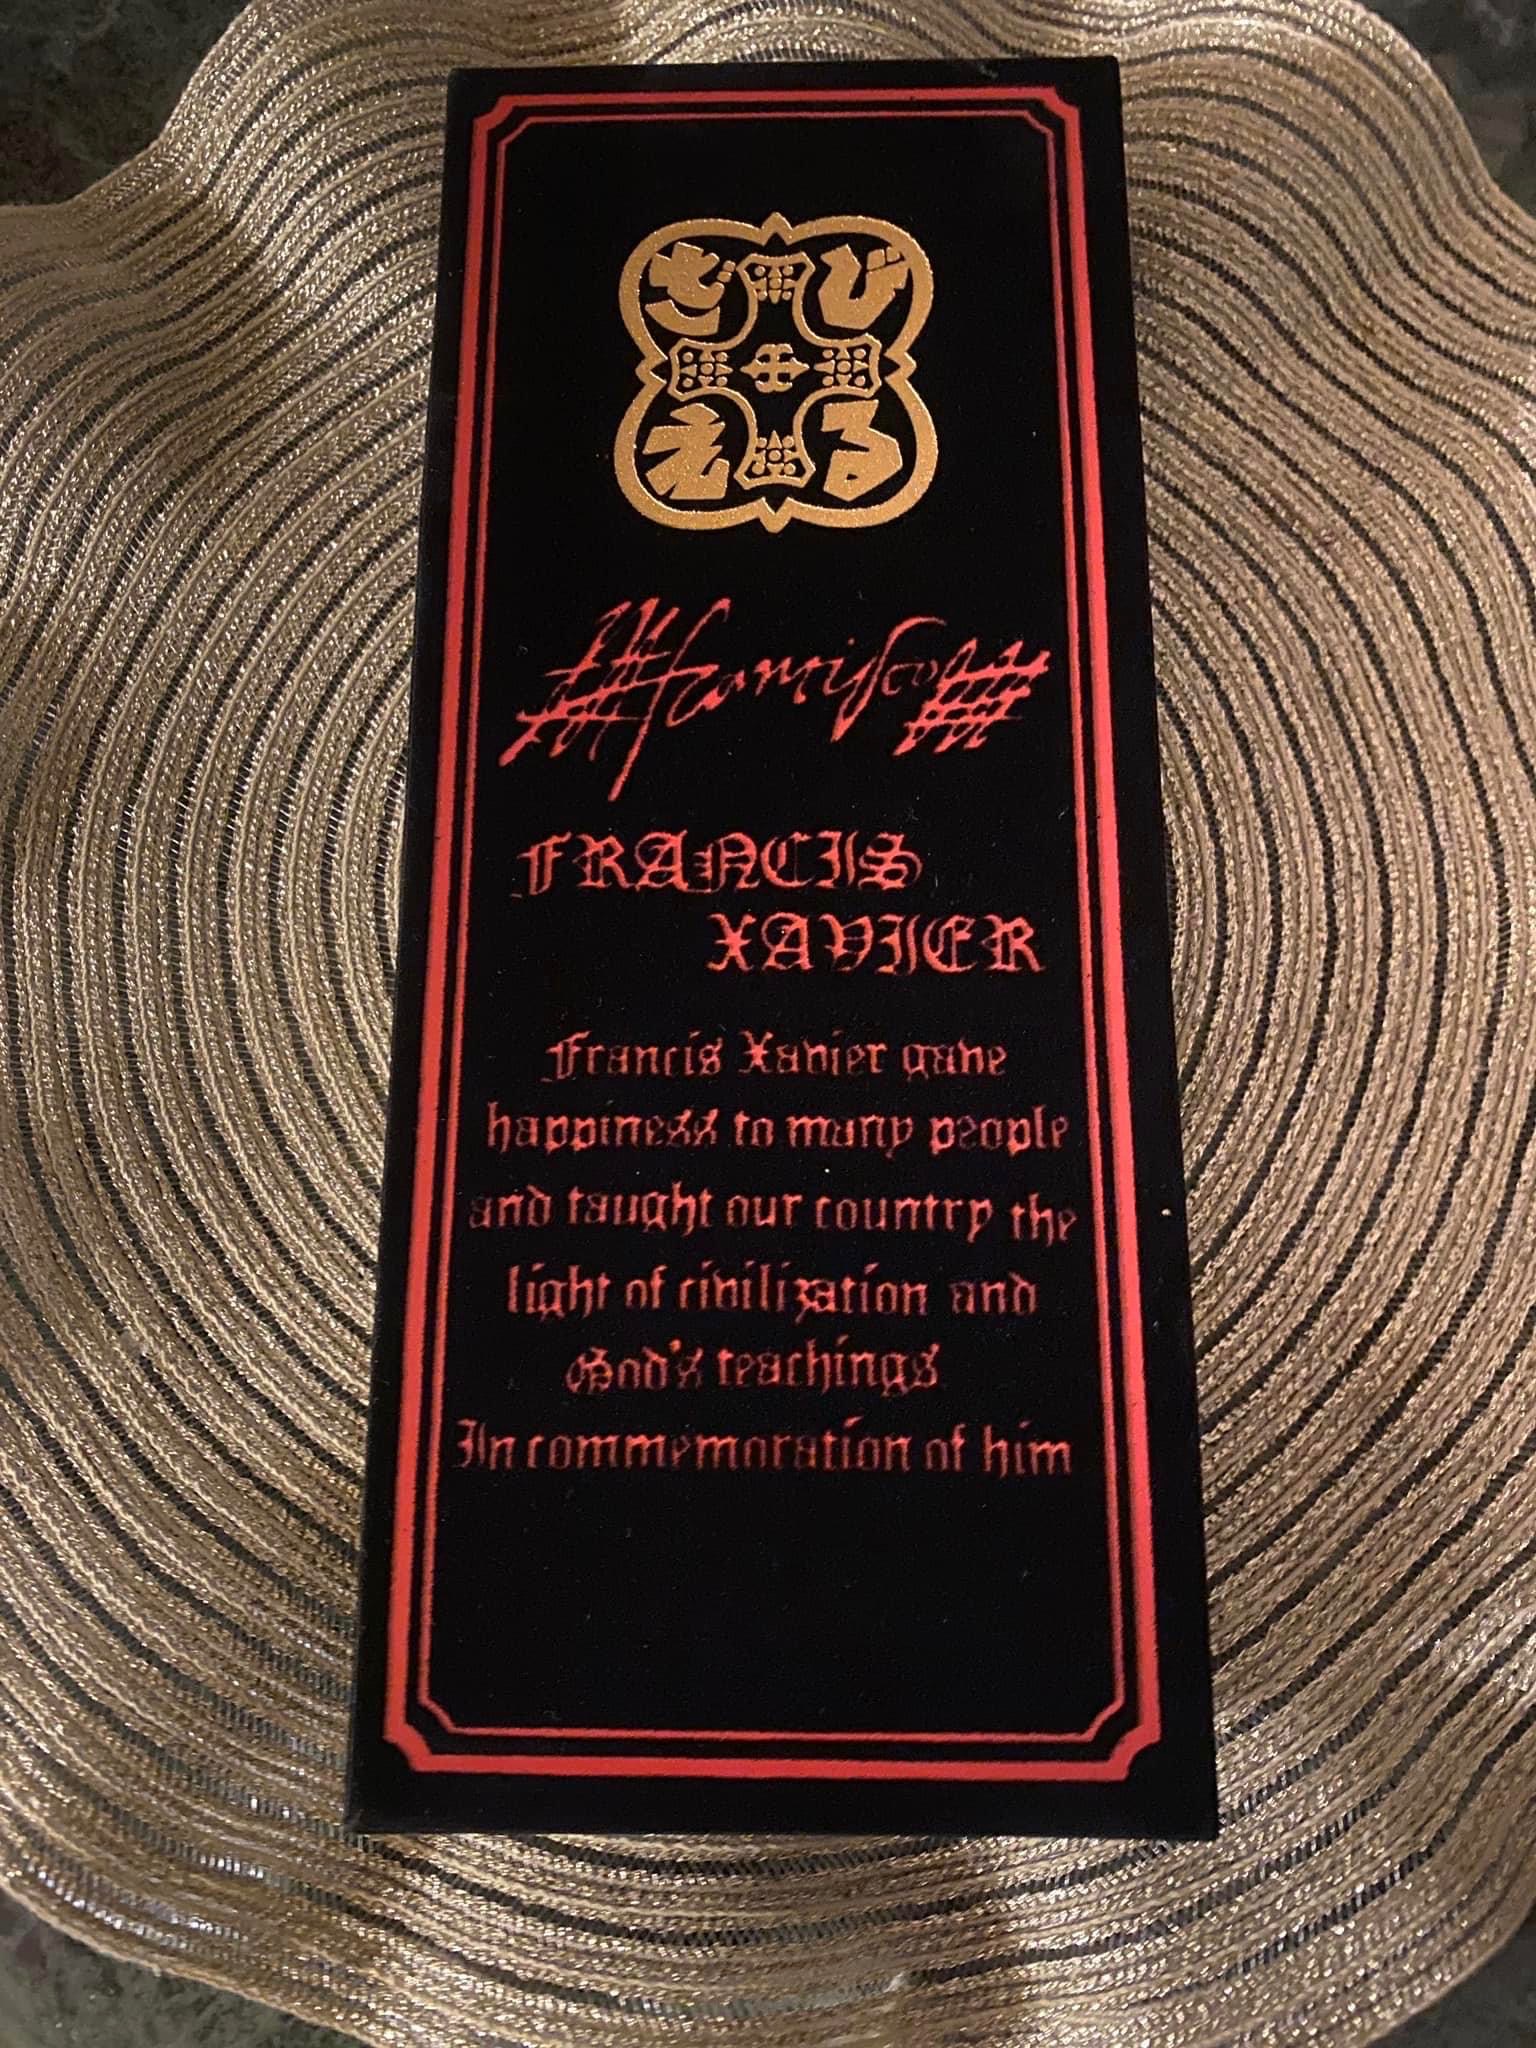 ざび
える
Francisco
FRANCIS
XAVIER
Francis Xavier gave
happiness to many people
and taught our country the
light of civilization and
God's teachings
In commemoration of him